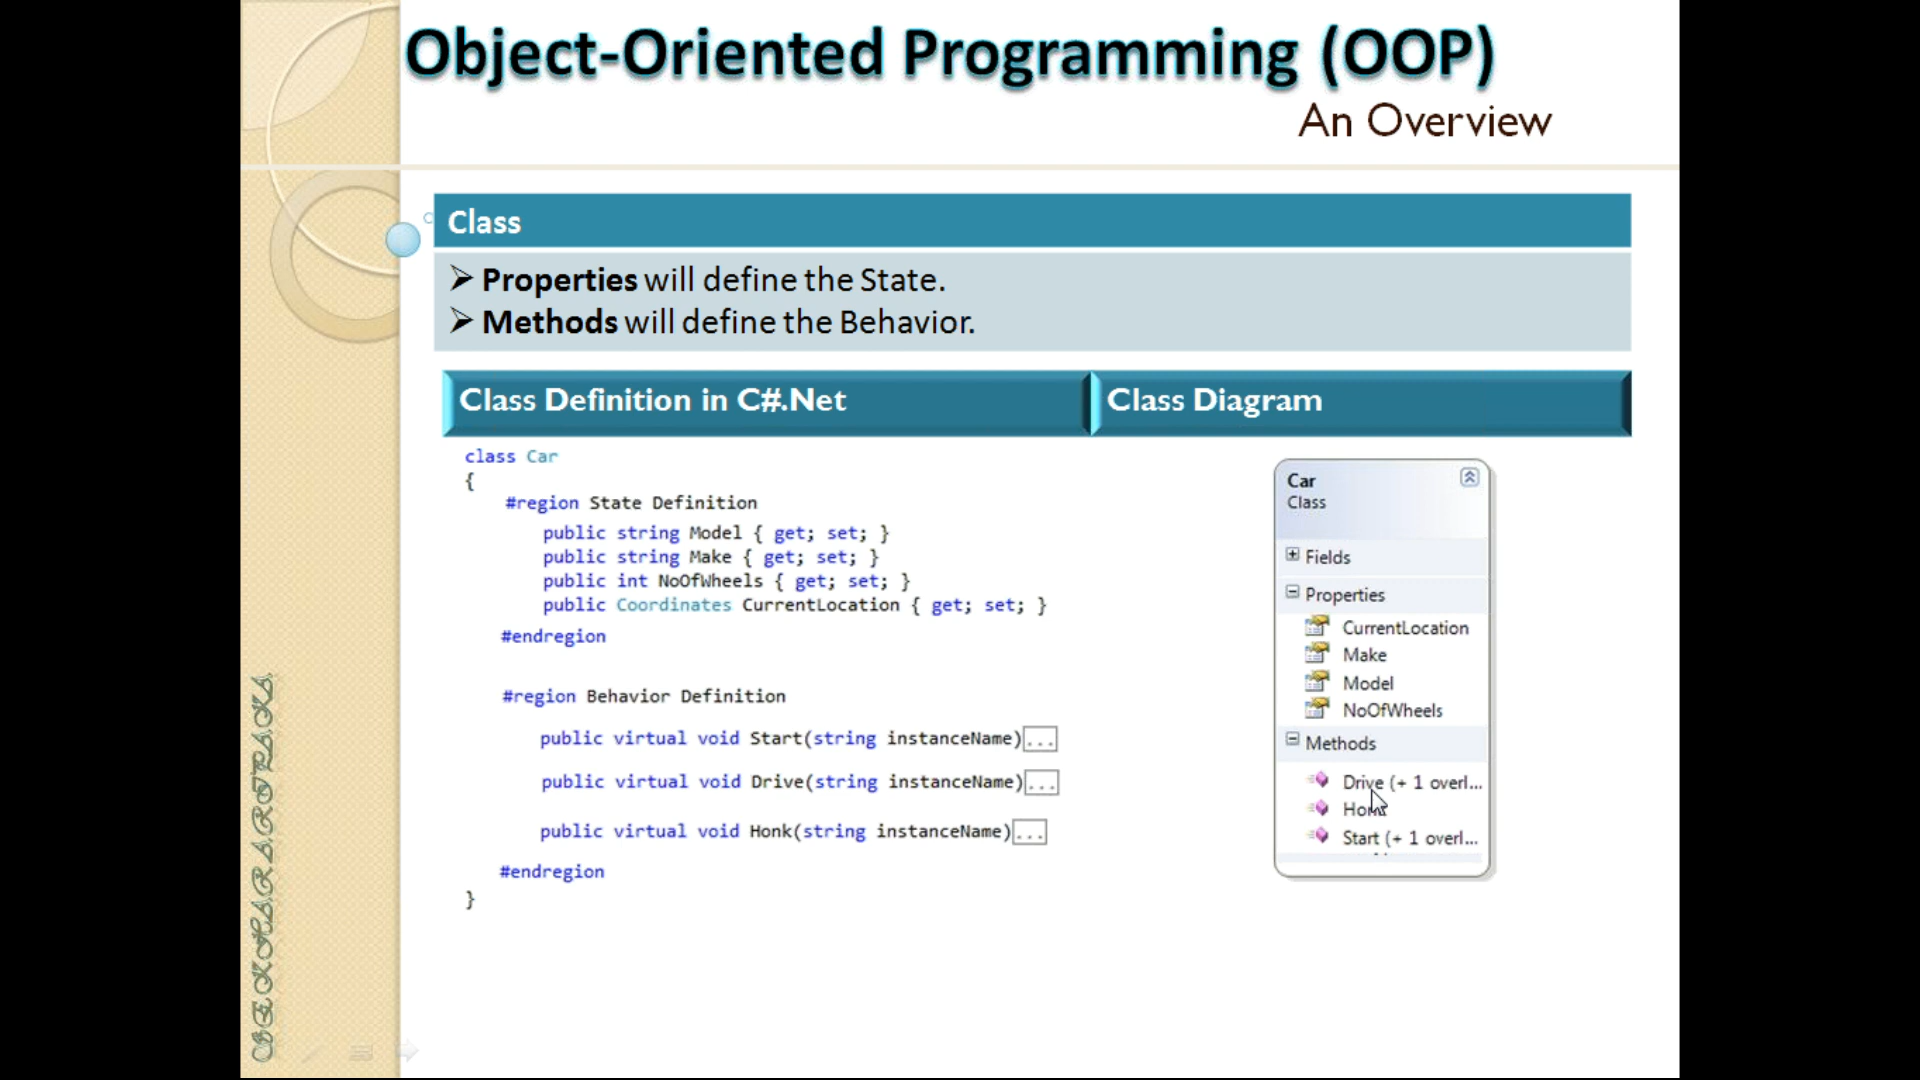 Object-Oriented Programming (OOP)
An Overview
Class
➢ Properties will define the State.
➢ Methods will define the Behavior.
Class Definition in C#.Net
Class Diagram
class Car
{
#region State Definition
public string Model { get; set; }
public string Make { get; set; }
public int NoOfWheels { get; set; }
public Coordinates CurrentLocation { get; set; }
#endregion
#region Behavior Definition
public virtual void Start(string instanceName)...
public virtual void Drive(string instanceName)...
public virtual void Honk(string instanceName)...
#endregion
}
Car
Class
Fields
Properties
CurrentLocation
Make
Model
NoOfWheels
Methods
Drive (+ 1 overl...
Honk
Start (+ 1 overl...